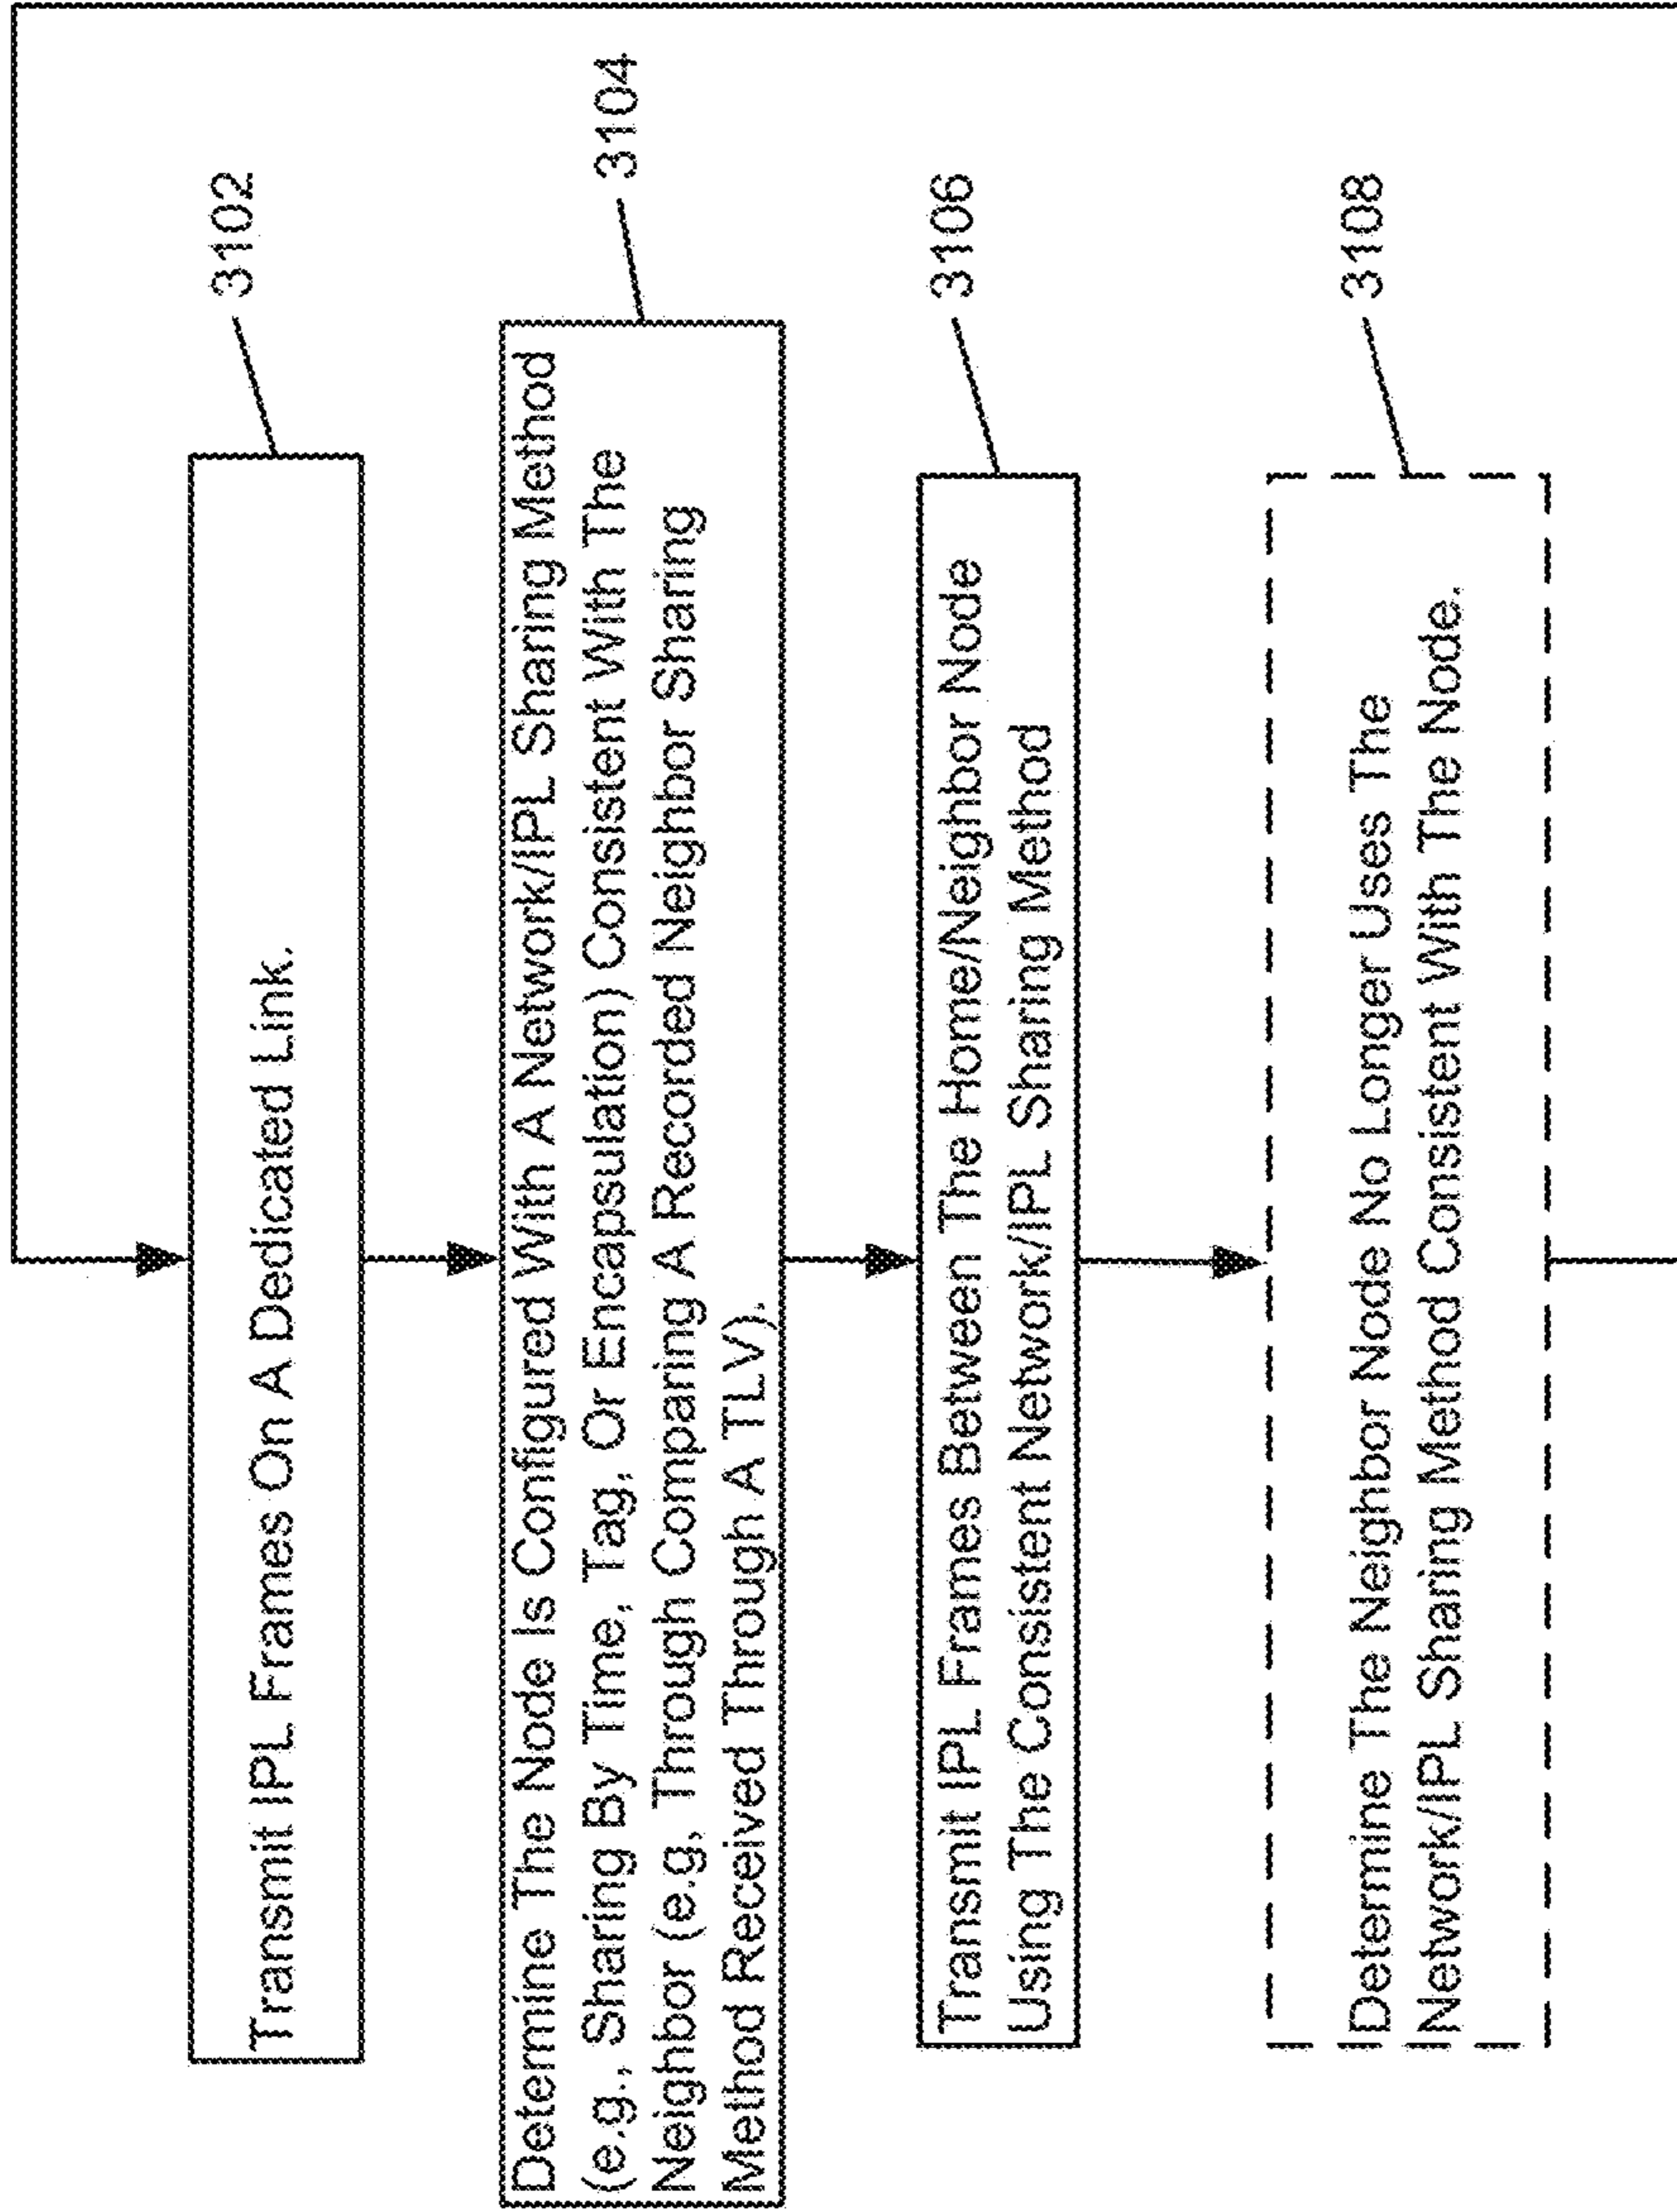 3102
Transmit IPL Frames On A Dedicated Link.
3104
Determine The Node Is Configured With A Network/IPL Sharing Method
(e.g., Sharing By Time, Tag, Or Encapsulation) Consistent With The
Neighbor (e.g, Through Comparing A Recorded Neighbor Sharing
Method Received Through A TLV).
3106
Transmit IPL Frames Between The Home/Neighbor Node
Using The Consistent Network/IPL Sharing Method
3108
Determine The Neighbor Node No Longer Uses The
Network/IPL Sharing Method Consistent With The Node.